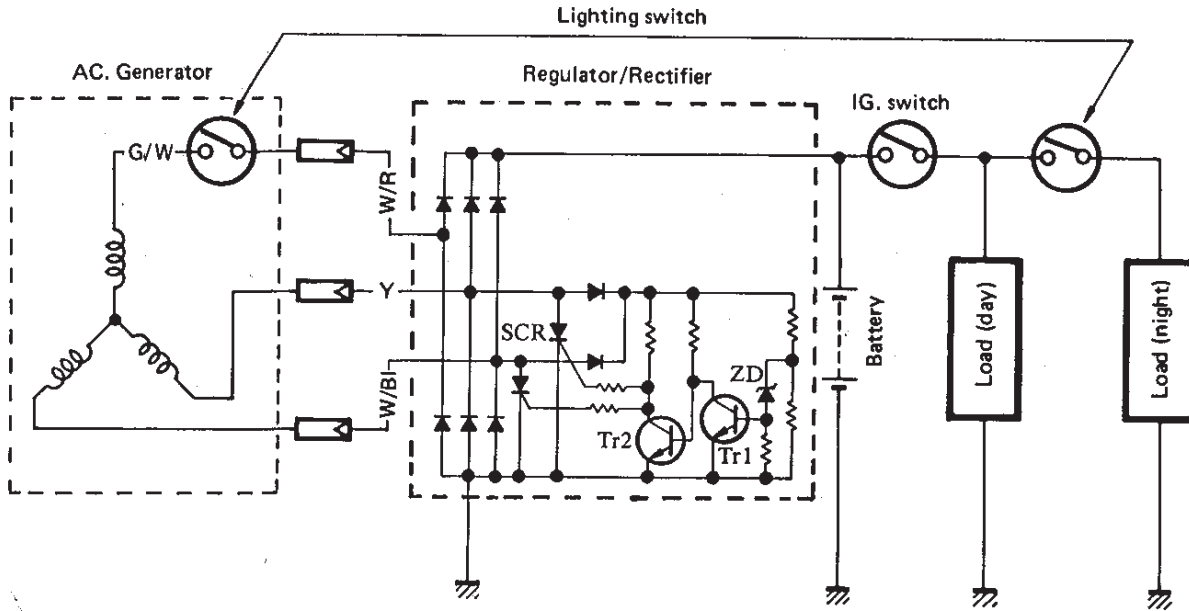 Lighting switch
AC. Generator
Regulator/Rectifier
IG. switch
G/W
W/R
Y
SCR
W/Bl
ZD
Tr2
Tr1
Battery
Load (day)
Load (night)